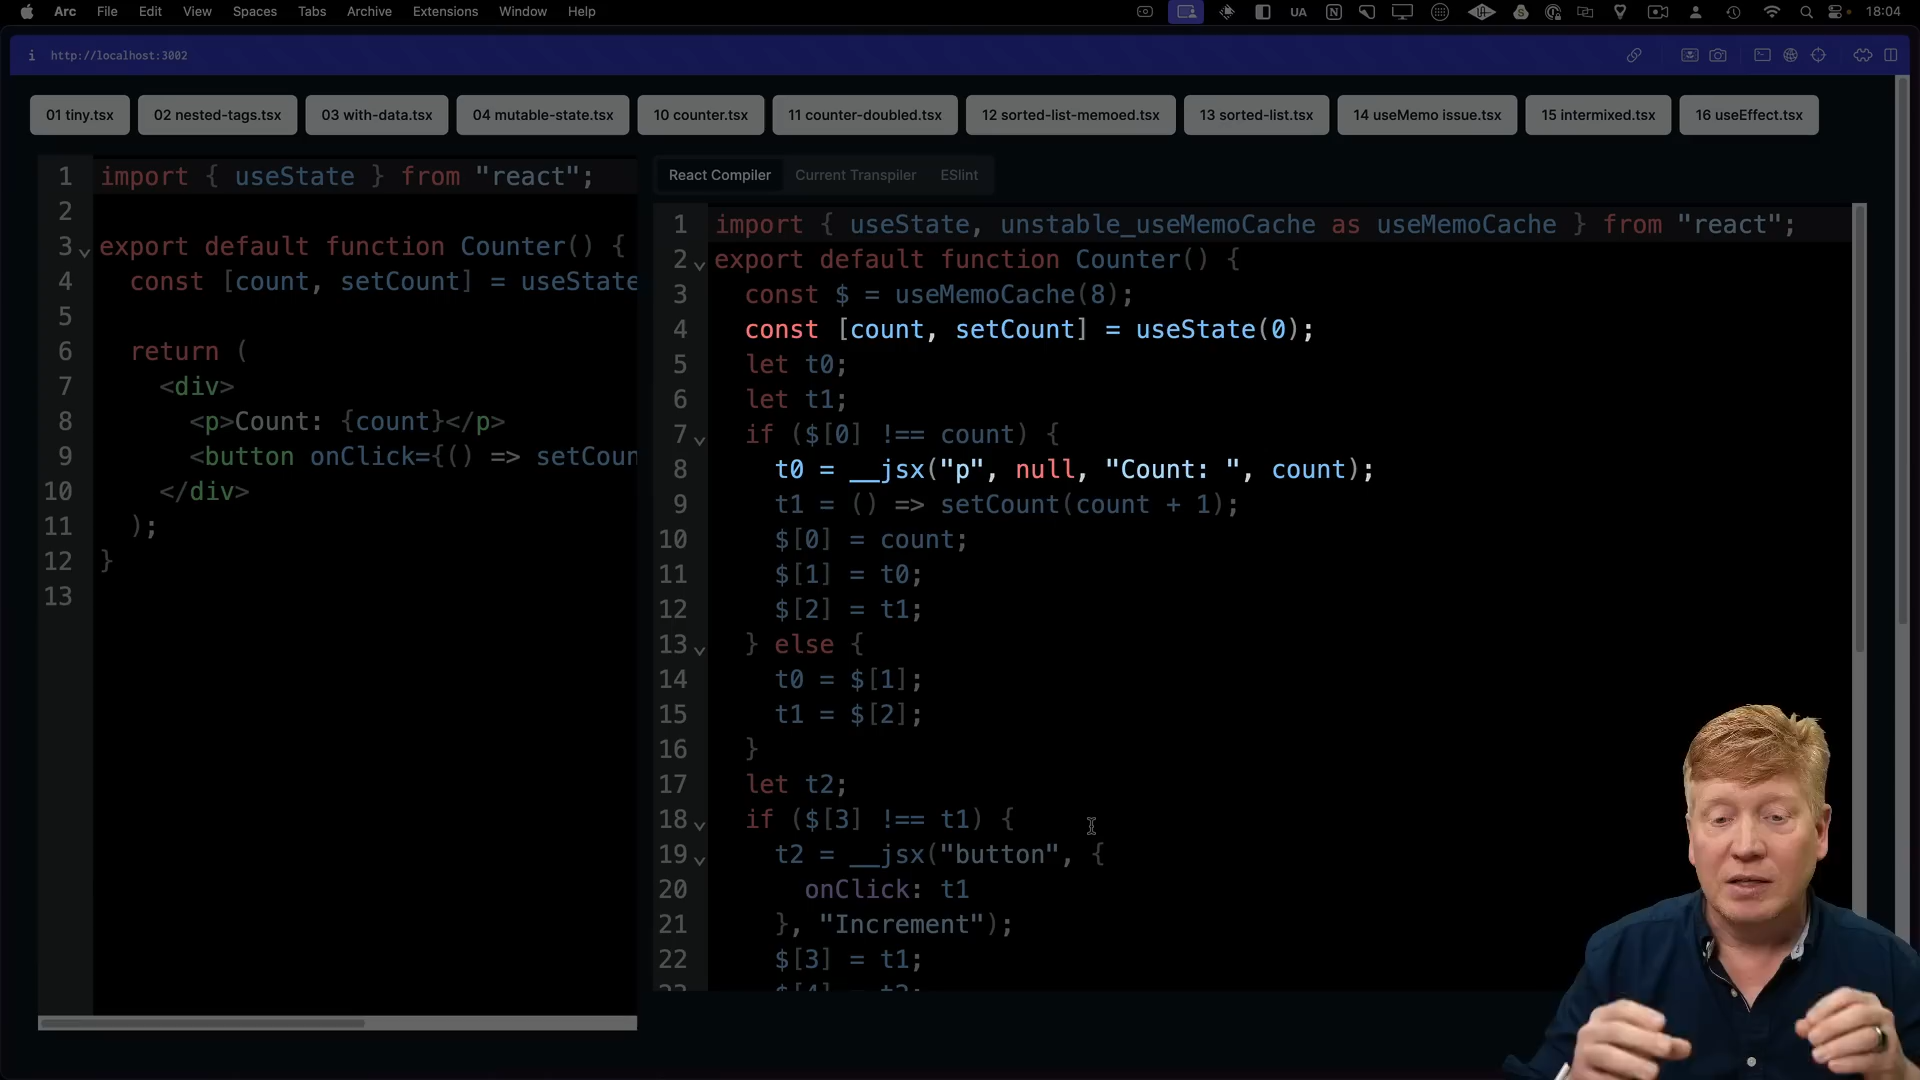 Arc File Edit View Spaces Tabs Archive Extensions Window Help UA 18:04
http://localhost:3002
01 tiny.tsx 02 nested-tags.tsx 03 with-data.tsx 04 mutable-state.tsx 10 counter.tsx 11 counter-doubled.tsx 12 sorted-list-memoed.tsx 13 sorted-list.tsx 14 useMemo issue.tsx 15 intermixed.tsx 16 useEffect.tsx
1 import { useState } from "react";
2
3 export default function Counter() {
4 const [count, setCount] = useState
5
6 return (
7 <div>
8 <p>Count: {count}</p>
9 <button onClick={() => setCoun
10 </div>
11 );
12 }
13
React Compiler Current Transpiler ESlint
1 import { useState, unstable_useMemoCache as useMemoCache } from "react";
2 export default function Counter() {
3 const $ = useMemoCache(8);
4 const [count, setCount] = useState(0);
5 let t0;
6 let t1;
7 if ($[0] !== count) {
8 t0 = __jsx("p", null, "Count: ", count);
9 t1 = () => setCount(count + 1);
10 $[0] = count;
11 $[1] = t0;
12 $[2] = t1;
13 } else {
14 t0 = $[1];
15 t1 = $[2];
16 }
17 let t2;
18 if ($[3] !== t1) {
19 t2 = __jsx("button", {
20 onClick: t1
21 }, "Increment");
22 $[3] = t1;